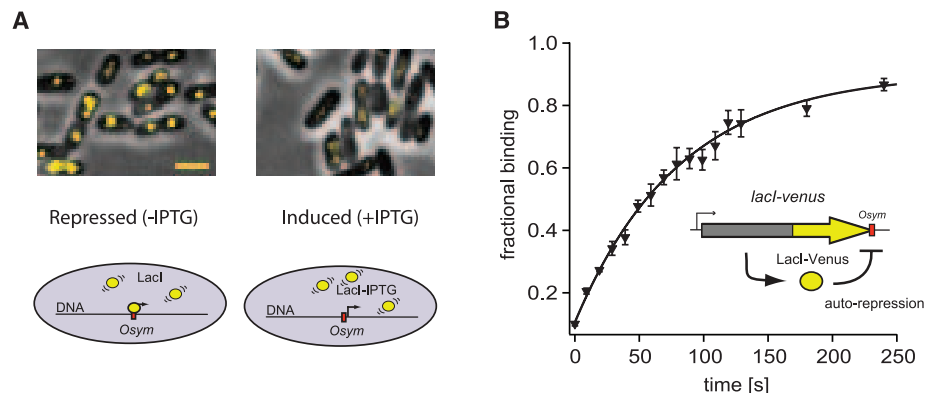 A
Repressed (-IPTG)
Induced (+IPTG)
LacI
DNA
Osym
LacI-IPTG
DNA
Osym
B
fractional binding
1.0
0.8
0.6
0.4
0.2
0
50
100
150
200
250
time [s]
lacI-venus
Osym
LacI-Venus
auto-repression